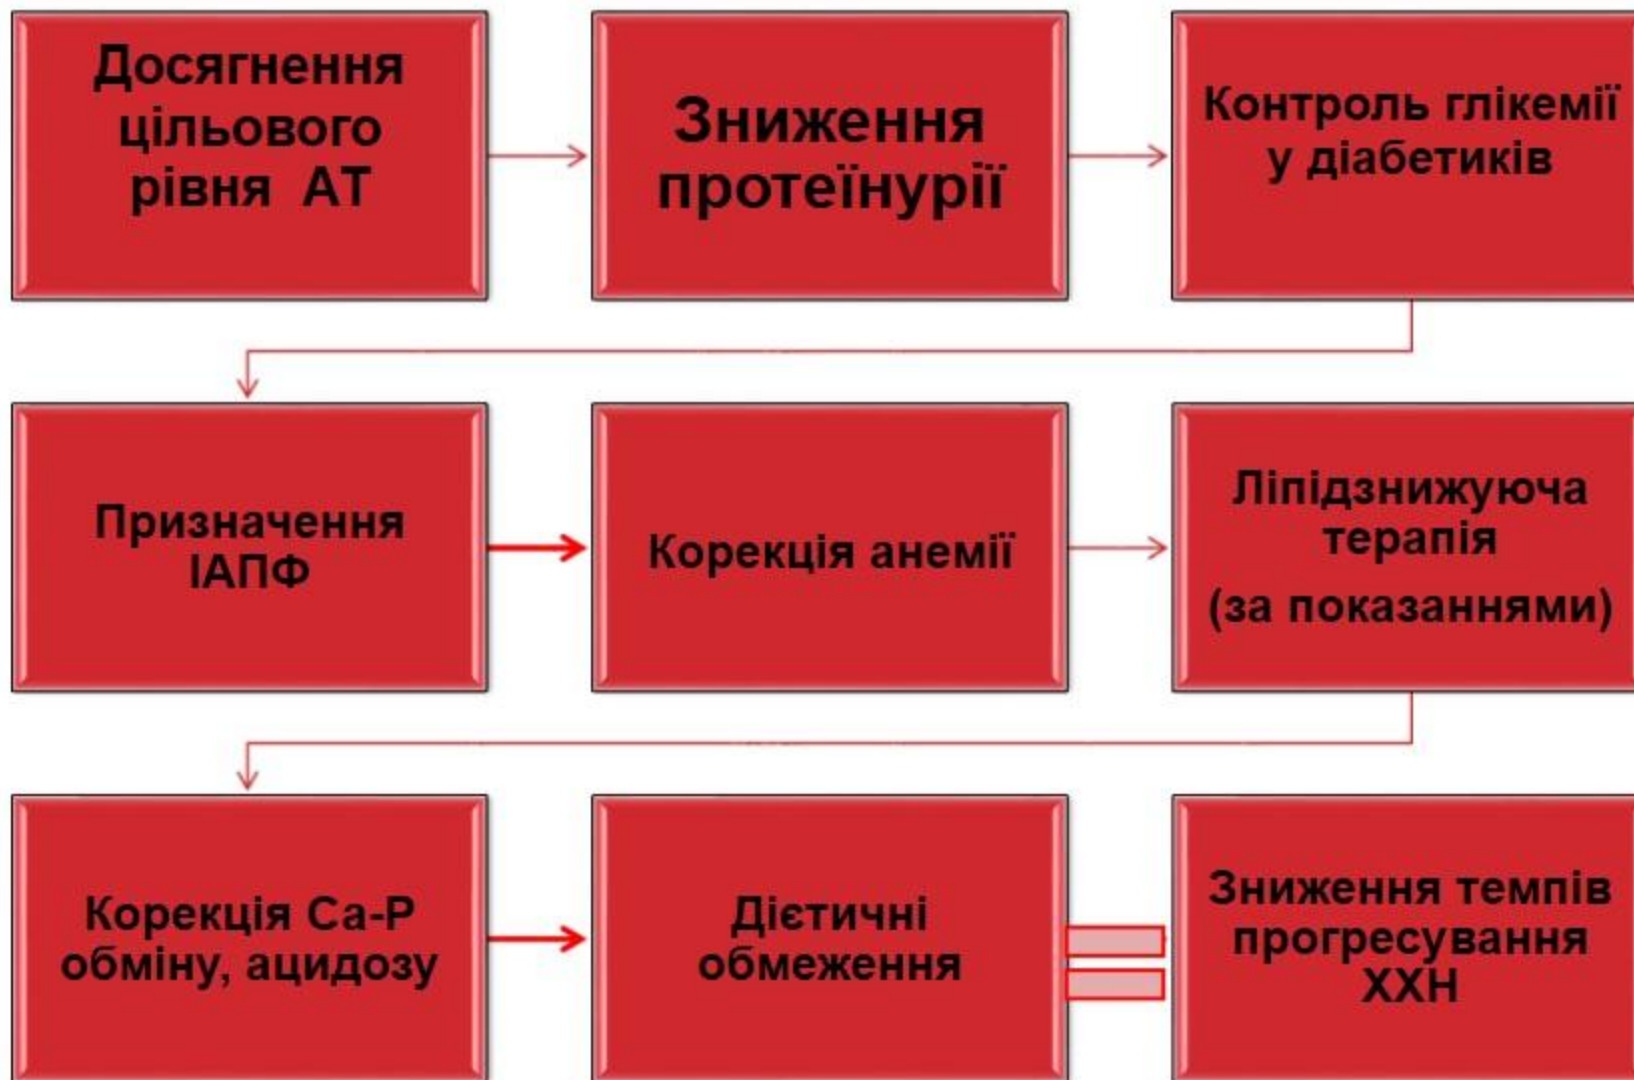 Досягнення
цільового
рівня АТ
Зниження
протеїнурії
Контроль глікемії
у діабетиків
Призначення
ІАПФ
Корекція анемії
Ліпідзнижуюча
терапія
(за показаннями)
Корекція Са-Р
обміну, ацидозу
Дієтичні
обмеження
Зниження темпів
прогресування
ХХН